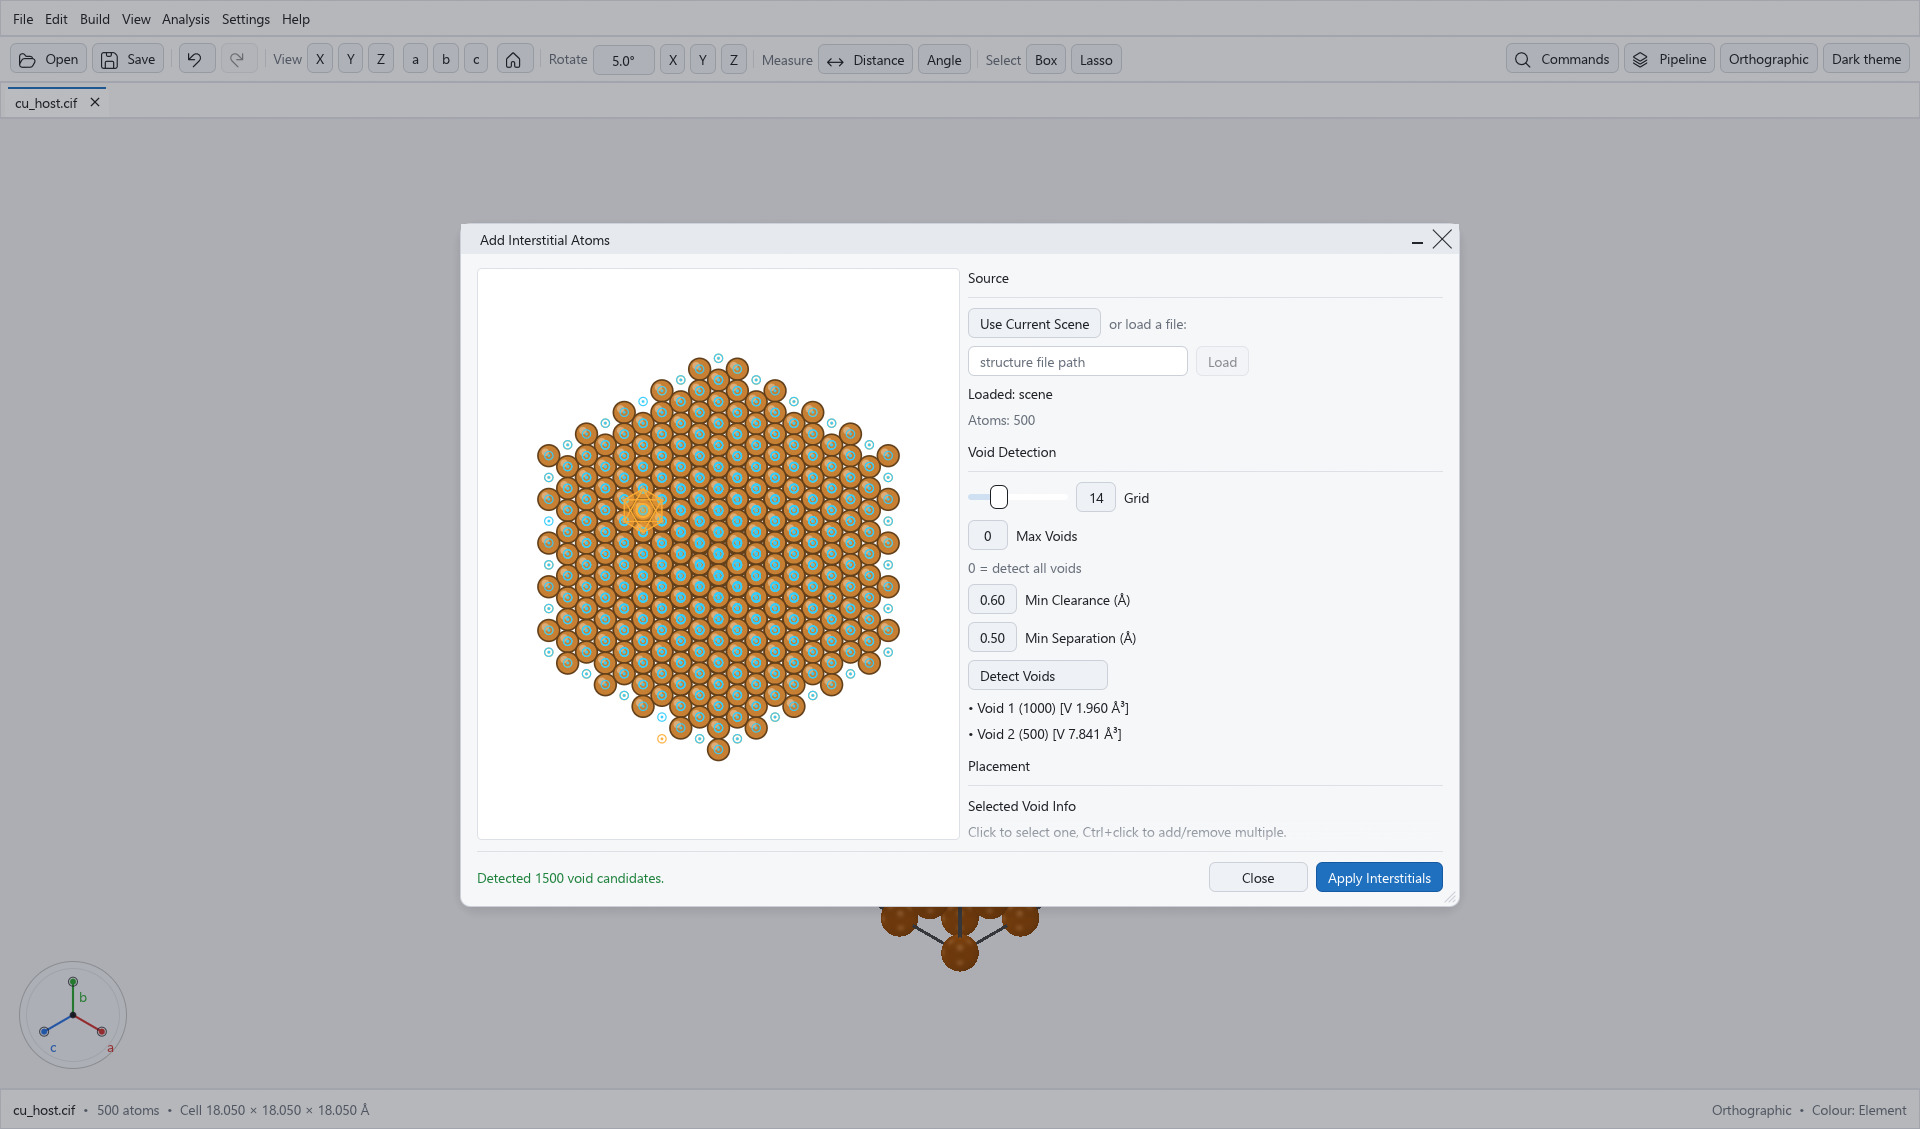 File Edit Build View Analysis Settings Help
Open Save View X Y Z a b c Rotate 5.0° X Y Z Measure Distance Angle Select Box Lasso Commands Pipeline Orthographic Dark theme
cu_host.cif
Add Interstitial Atoms
Source
Use Current Scene or load a file:
structure file path Load
Loaded: scene
Atoms: 500
Void Detection
14 Grid
0 Max Voids
0 = detect all voids
0.60 Min Clearance (Å)
0.50 Min Separation (Å)
Detect Voids
• Void 1 (1000) [V 1.960 Å³]
• Void 2 (500) [V 7.841 Å³]
Placement
Selected Void Info
Click to select one, Ctrl+click to add/remove multiple.
Detected 1500 void candidates. Close Apply Interstitials
b
c a
cu_host.cif • 500 atoms • Cell 18.050 × 18.050 × 18.050 Å Orthographic • Colour: Element